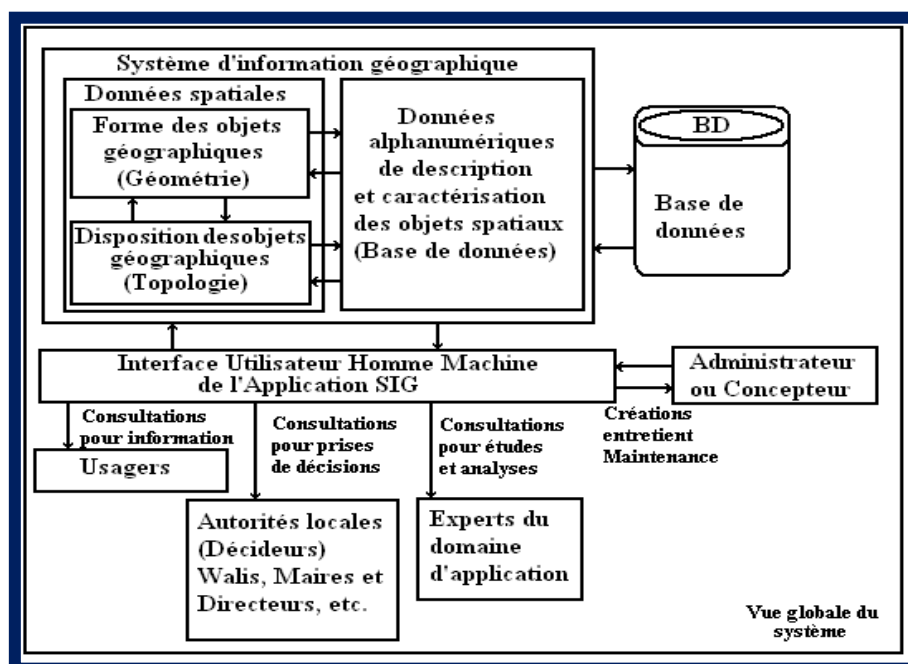 Système d'information géographique
Données spatiales
Forme des objets
géographiques
(Géométrie)
Disposition desobjets
géographiques
(Topologie)
Données
alphanumériques
de description
et caractérisation
des objets spatiaux
(Base de données)
BD
Base de
données
Interface Utilisateur Homme Machine
de l'Application SIG
Administrateur
ou Concepteur
Consultations
pour information
Consultations
pour prises
de décisions
Consultations
pour études
et analyses
Créations
entretient
Maintenance
Usagers
Autorités locales
(Décideurs)
Walis, Maires et
Directeurs, etc.
Experts du
domaine
d'application
Vue globale du
système